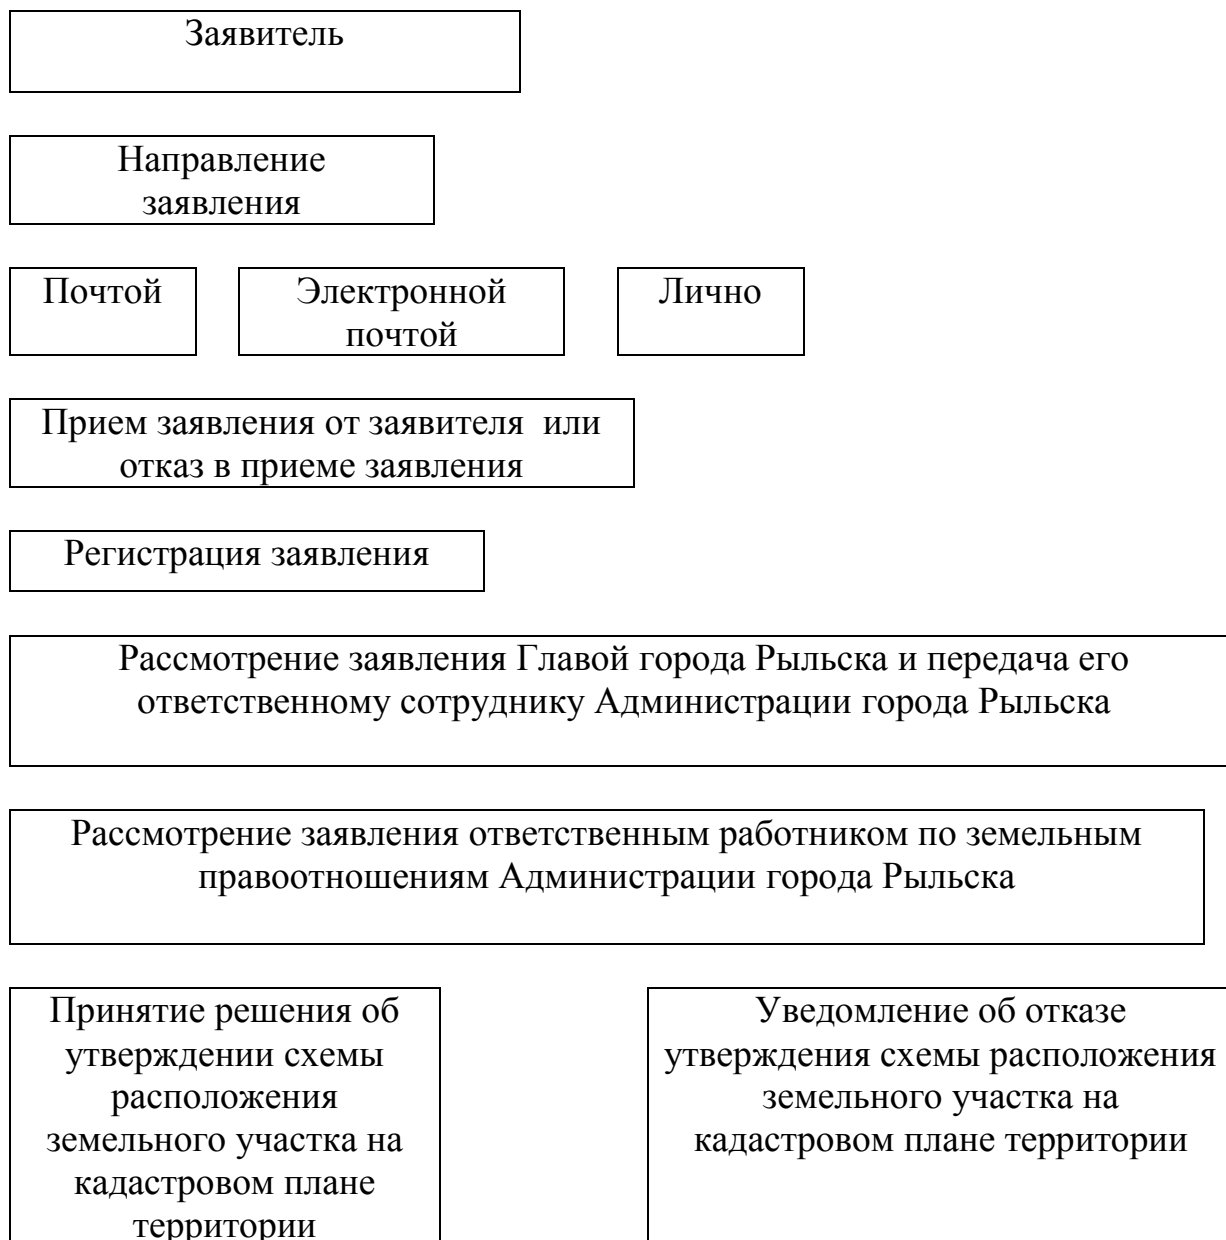 Заявитель
Направление
заявления
Почтой
Электронной
почтой
Лично
Прием заявления от заявителя  или
отказ в приеме заявления
Регистрация заявления
Рассмотрение заявления Главой города Рыльска и передача его
ответственному сотруднику Администрации города Рыльска
Рассмотрение заявления ответственным работником по земельным
правоотношениям Администрации города Рыльска
Принятие решения об
утверждении схемы
расположения
земельного участка на
кадастровом плане
территории
Уведомление об отказе
утверждения схемы расположения
земельного участка на
кадастровом плане территории